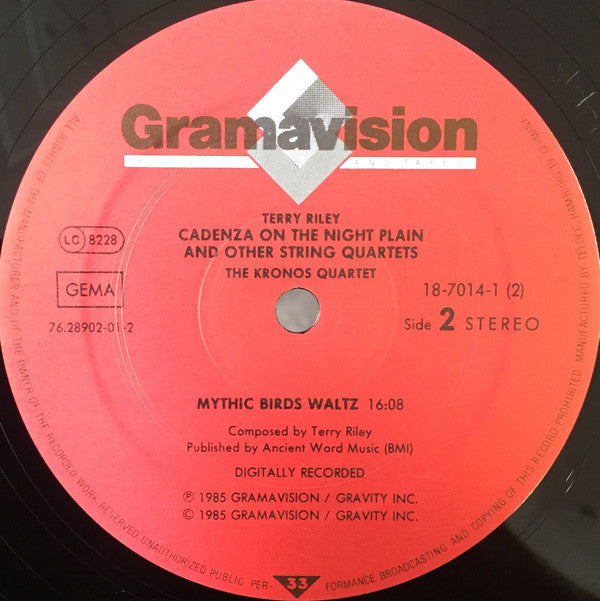 Gramavision
AND TAPES
TERRY RILEY
CADENZA ON THE NIGHT PLAIN
AND OTHER STRING QUARTETS
THE KRONOS QUARTET
LC 8228
GEMA
76.28902-01-2
18-7014-1 (2)
Side 2 STEREO
MYTHIC BIRDS WALTZ 16:08
Composed by Terry Riley
Published by Ancient Word Music (BMI)
DIGITALLY RECORDED
Ⓟ 1985 GRAMAVISION / GRAVITY INC.
© 1985 GRAMAVISION / GRAVITY INC.
ALL RIGHTS OF THE MANUFACTURER AND OF THE OWNER OF THE RECORDED WORK RESERVED UNAUTHORIZED PUBLIC PER- 33 FORMANCE BROADCASTING AND COPYING OF THIS RECORD PROHIBITED MANUFACTURED BY TELDEC HAMBURG 19 GERMANY